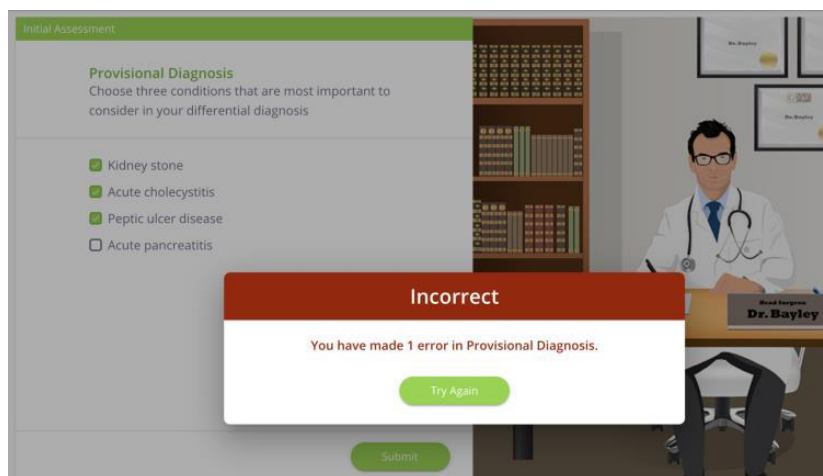 Initial Assessment
Provisional Diagnosis
Choose three conditions that are most important to
consider in your differential diagnosis
Kidney stone
Acute cholecystitis
Peptic ulcer disease
Acute pancreatitis
Incorrect
You have made 1 error in Provisional Diagnosis.
Try Again
Submit
Dr. Bayley
Dr. Bayley
Head Surgeon
Dr. Bayley